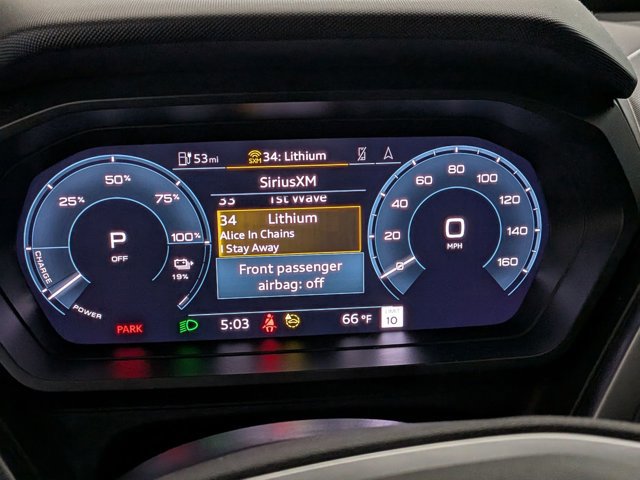 53mi
SXM 34: Lithium
SiriusXM
33 1st Wave
34 Lithium
Alice In Chains
I Stay Away
Front passenger
airbag: off
25%
50%
75%
100%
CHARGE
POWER
P
OFF
19%
0
20
40
60
80
100
120
140
160
0
MPH
PARK
5:03
66 °F
LIMIT
10